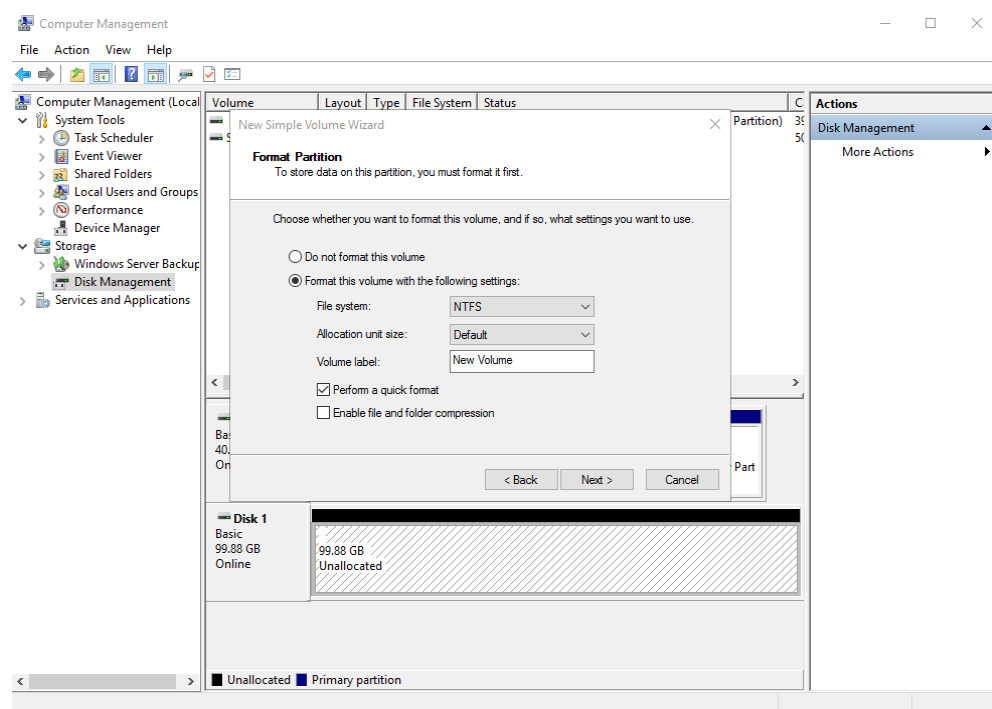 Computer Management
File Action View Help
Computer Management (Local
System Tools
Task Scheduler
Event Viewer
Shared Folders
Local Users and Groups
Performance
Device Manager
Storage
Windows Server Backup
Disk Management
Services and Applications
Volume Layout Type File System Status C
Partition) 39
S 50
New Simple Volume Wizard
Format Partition
To store data on this partition, you must format it first.
Choose whether you want to format this volume, and if so, what settings you want to use.
Do not format this volume
Format this volume with the following settings:
File system: NTFS
Allocation unit size: Default
Volume label: New Volume
Perform a quick format
Enable file and folder compression
< Back Next > Cancel
Ba
40.
On
Part
Disk 1
Basic
99.88 GB
Online
99.88 GB
Unallocated
Unallocated Primary partition
Actions
Disk Management
More Actions